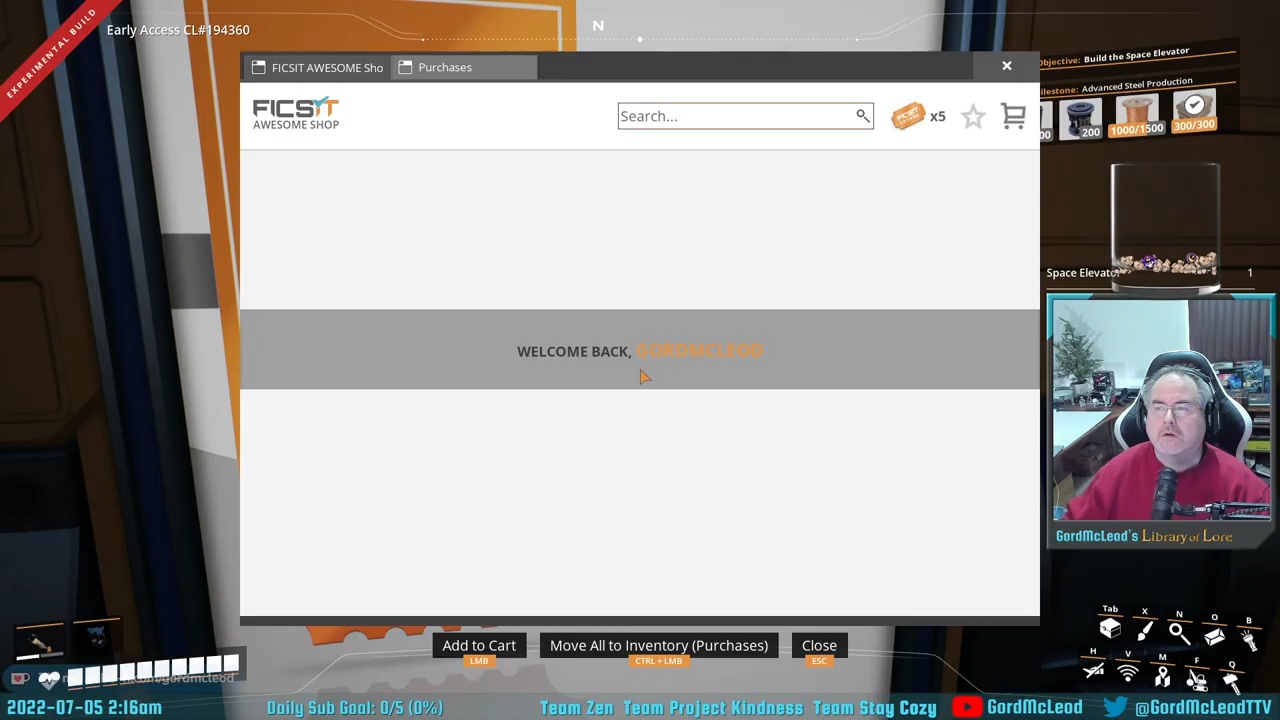 EXPERIMENTAL BUILD
Early Access CL#194360
N
FICSIT AWESOME Sho
Purchases
FICSIT
AWESOME SHOP
Search...
x5
Objective: Build the Space Elevator
ilestone: Advanced Steel Production
00
200
1000/1500
300/300
Space Elevato
1
WELCOME BACK, GORDMCLEOD
GordMcLeod's Library of Lore
Add to Cart
Move All to Inventory (Purchases)
Close
LMB
CTRL + LMB
ESC
Tab
X
N
O
B
H
V
M
F
Q
2022-07-05 2:16am
Daily Sub Goal: 0/5 (0%)
Team Zen Team Project Kindness Team Stay Cozy
GordMcLeod
@GordMcLeodTTV